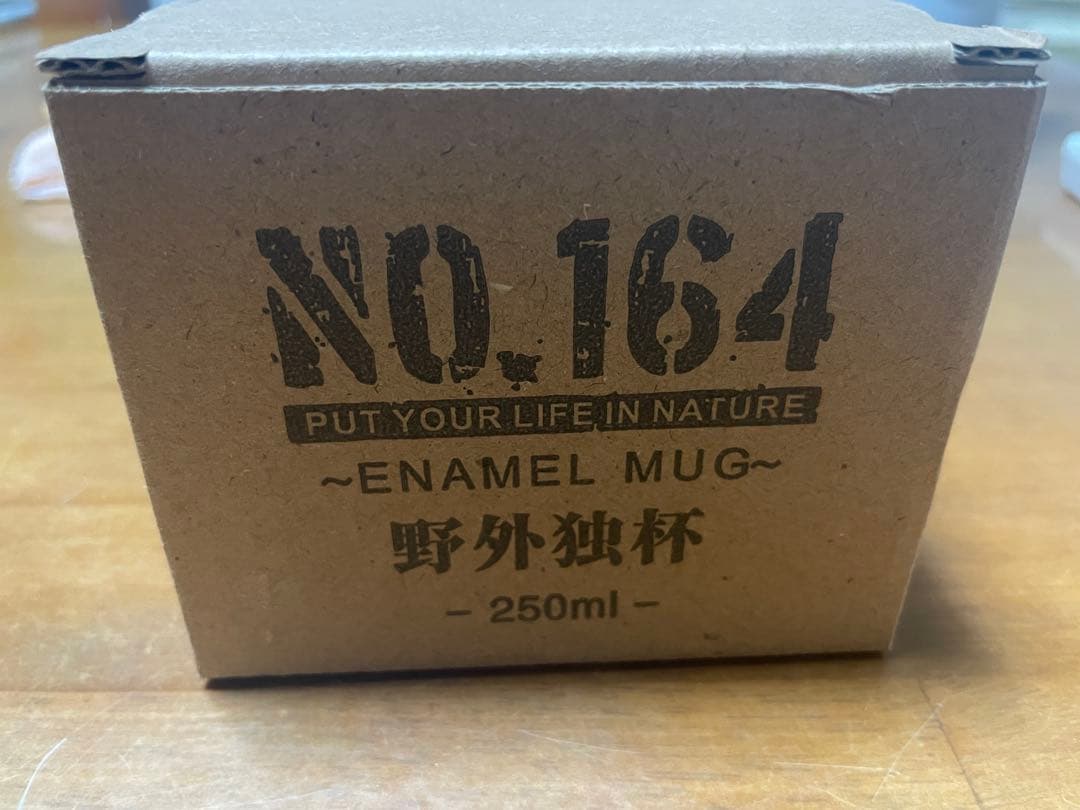 NO.164
PUT YOUR LIFE IN NATURE
~ENAMEL MUG~
野外独杯
- 250ml -